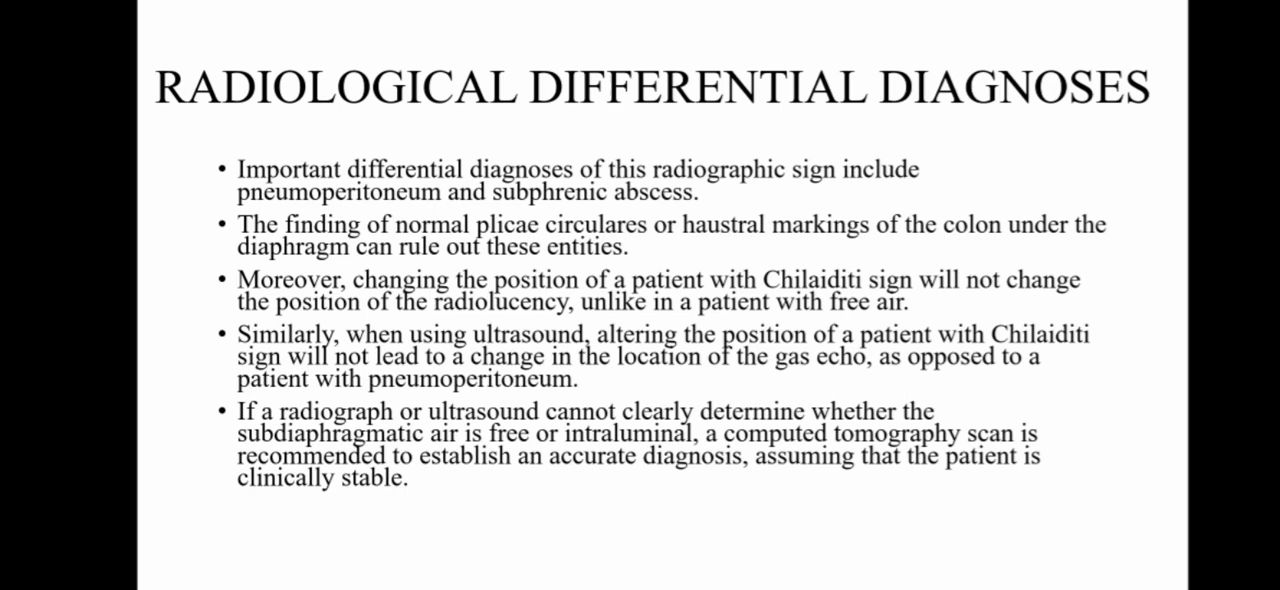 RADIOLOGICAL DIFFERENTIAL DIAGNOSES
• Important differential diagnoses of this radiographic sign include
pneumoperitoneum and subphrenic abscess.
• The finding of normal plicae circulares or haustral markings of the colon under the
diaphragm can rule out these entities.
• Moreover, changing the position of a patient with Chilaiditi sign will not change
the position of the radiolucency, unlike in a patient with free air.
• Similarly, when using ultrasound, altering the position of a patient with Chilaiditi
sign will not lead to a change in the location of the gas echo, as opposed to a
patient with pneumoperitoneum.
• If a radiograph or ultrasound cannot clearly determine whether the
subdiaphragmatic air is free or intraluminal, a computed tomography scan is
recommended to establish an accurate diagnosis, assuming that the patient is
clinically stable.